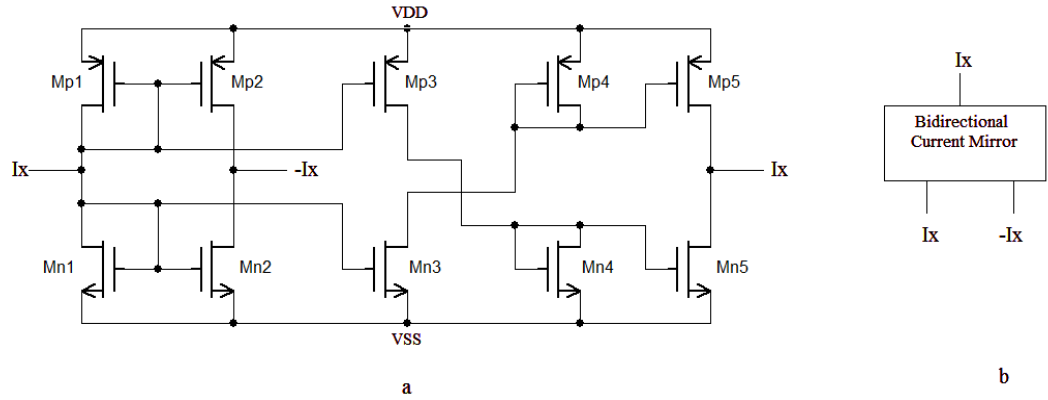 VDD
Mp1
Mp2
Mp3
Mp4
Mp5
Ix
-Ix
Ix
Mn1
Mn2
Mn3
Mn4
Mn5
VSS
a
Ix
Bidirectional
Current Mirror
Ix
-Ix
b